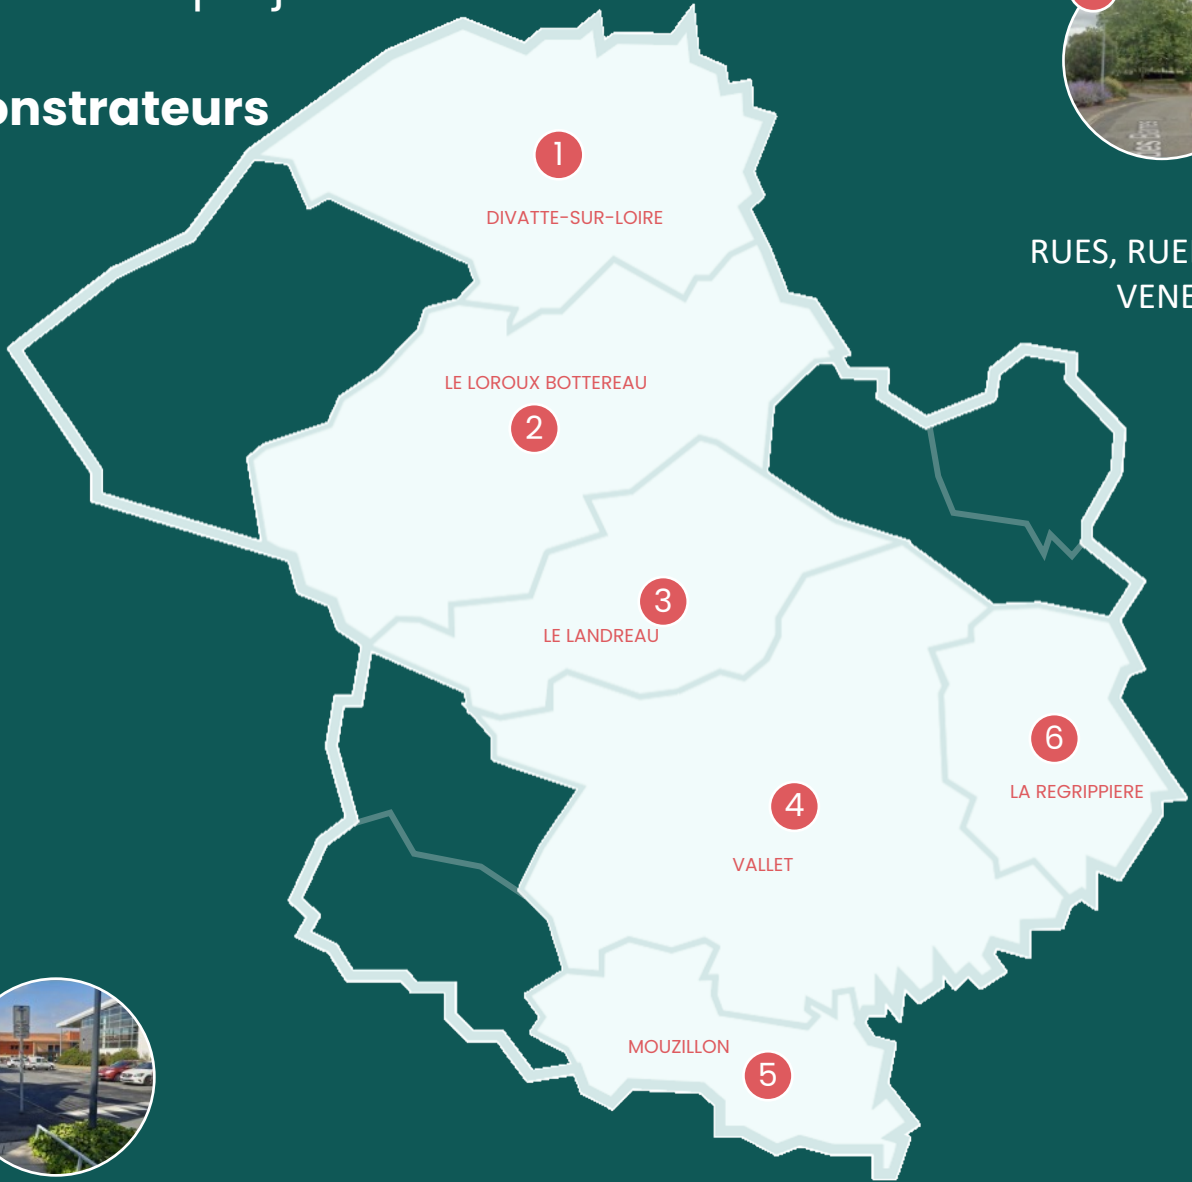 onstrateurs
1
DIVATTE-SUR-LOIRE
RUES, RUE
VENE
LE LOROUX BOTTEREAU
2
3
LE LANDREAU
6
LA REGRIPPIERE
4
VALLET
MOUZILLON
5